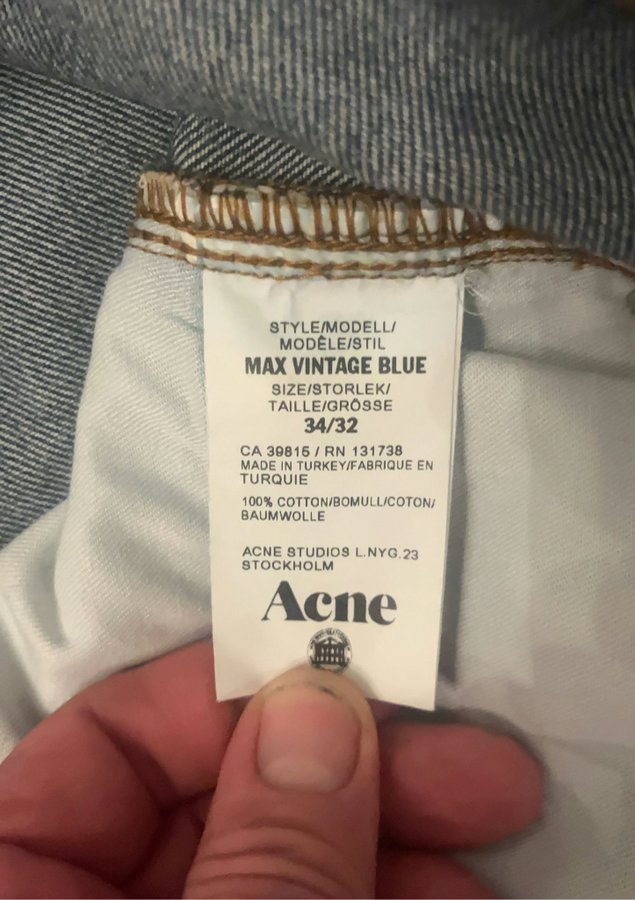 STYLE/MODELL/
MODÈLE/STIL
MAX VINTAGE BLUE
SIZE/STORLEK/
TAILLE/GRÖSSE
34/32
CA 39815 / RN 131738
MADE IN TURKEY/FABRIQUE EN
TURQUIE
100% COTTON/BOMULL/COTON/
BAUMWOLLE
ACNE STUDIOS L.NYG.23
STOCKHOLM
Acne